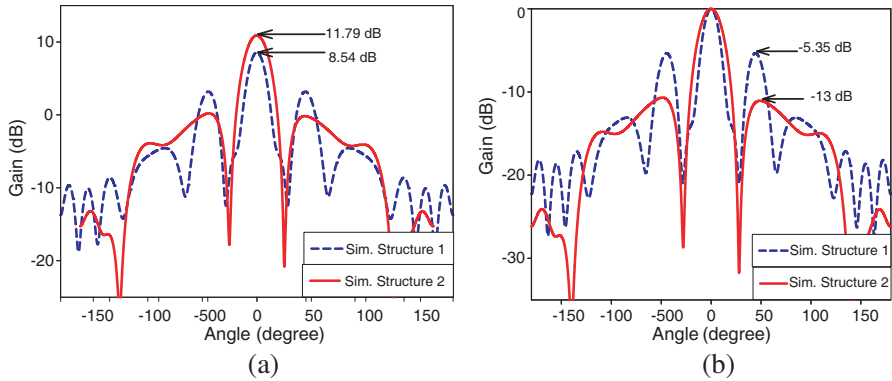 10
0
-10
-20
Gain (dB)
11.79 dB
8.54 dB
Sim. Structure 1
Sim. Structure 2
-150
-100
-500
0
50
100
150
Angle (degree)
(a)
0
-10
-20
-30
Gain (dB)
-5.35 dB
-13 dB
Sim. Structure 1
Sim. Structure 2
-150
-100
-50
0
50
100
150
Angle (degree)
(b)